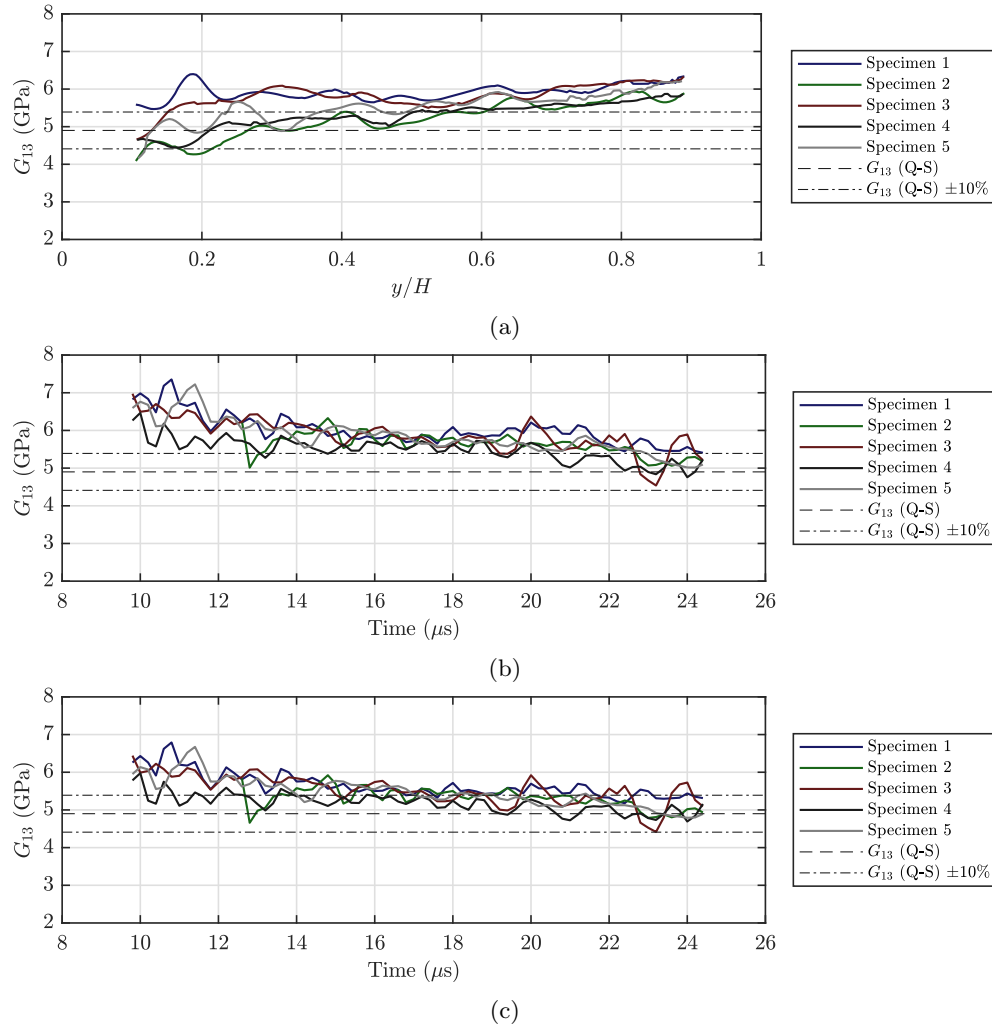 8
7
6
5
4
3
2
G13 (GPa)
0 0.2 0.4 0.6 0.8 1
y/H
Specimen 1
Specimen 2
Specimen 3
Specimen 4
Specimen 5
G13 (Q-S)
G13 (Q-S) ±10%
(a)
8
7
6
5
4
3
2
G13 (GPa)
8 10 12 14 16 18 20 22 24 26
Time (μs)
Specimen 1
Specimen 2
Specimen 3
Specimen 4
Specimen 5
G13 (Q-S)
G13 (Q-S) ±10%
(b)
8
7
6
5
4
3
2
G13 (GPa)
8 10 12 14 16 18 20 22 24 26
Time (μs)
Specimen 1
Specimen 2
Specimen 3
Specimen 4
Specimen 5
G13 (Q-S)
G13 (Q-S) ±10%
(c)